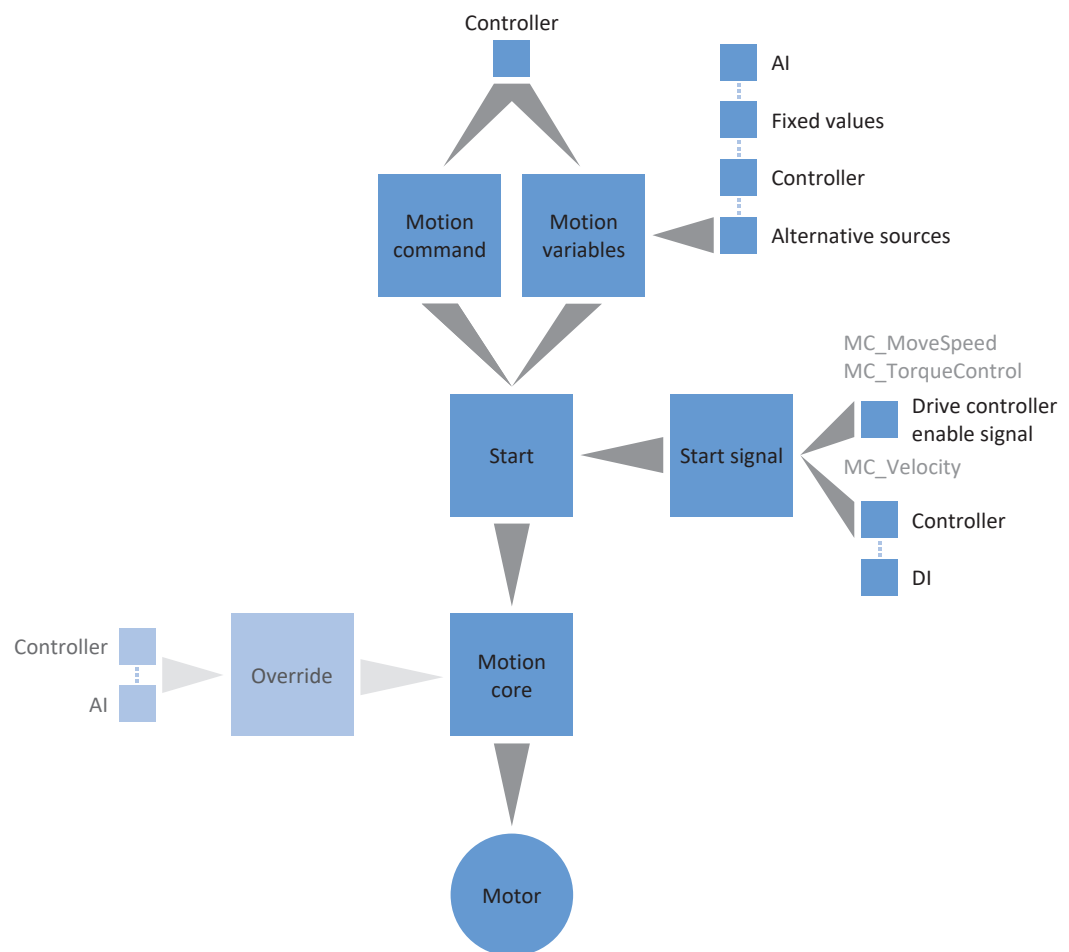 Controller
AI
Fixed values
Controller
Alternative sources
Motion
command
Motion
variables
MC_MoveSpeed
MC_TorqueControl
Drive controller
enable signal
MC_Velocity
Controller
DI
Start
Start signal
Controller
AI
Override
Motion
core
Motor